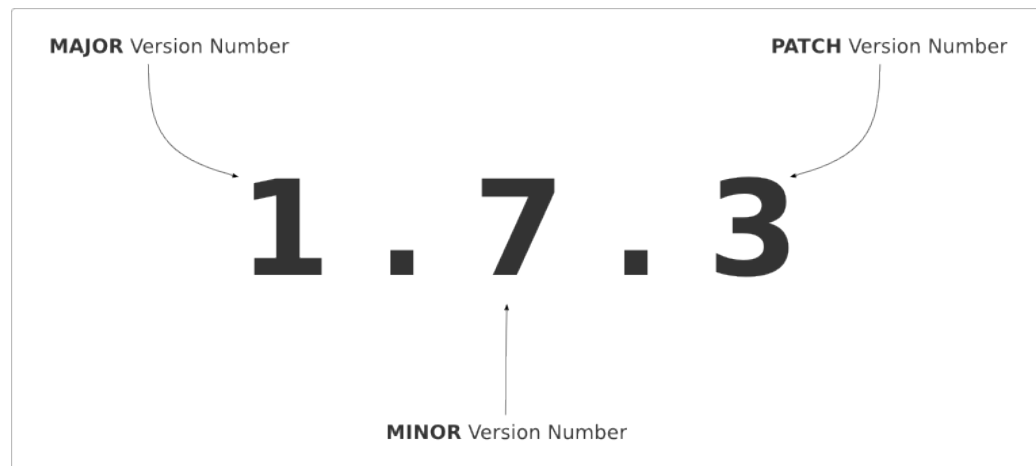 MAJOR Version Number
PATCH Version Number
1 . 7 . 3
MINOR Version Number